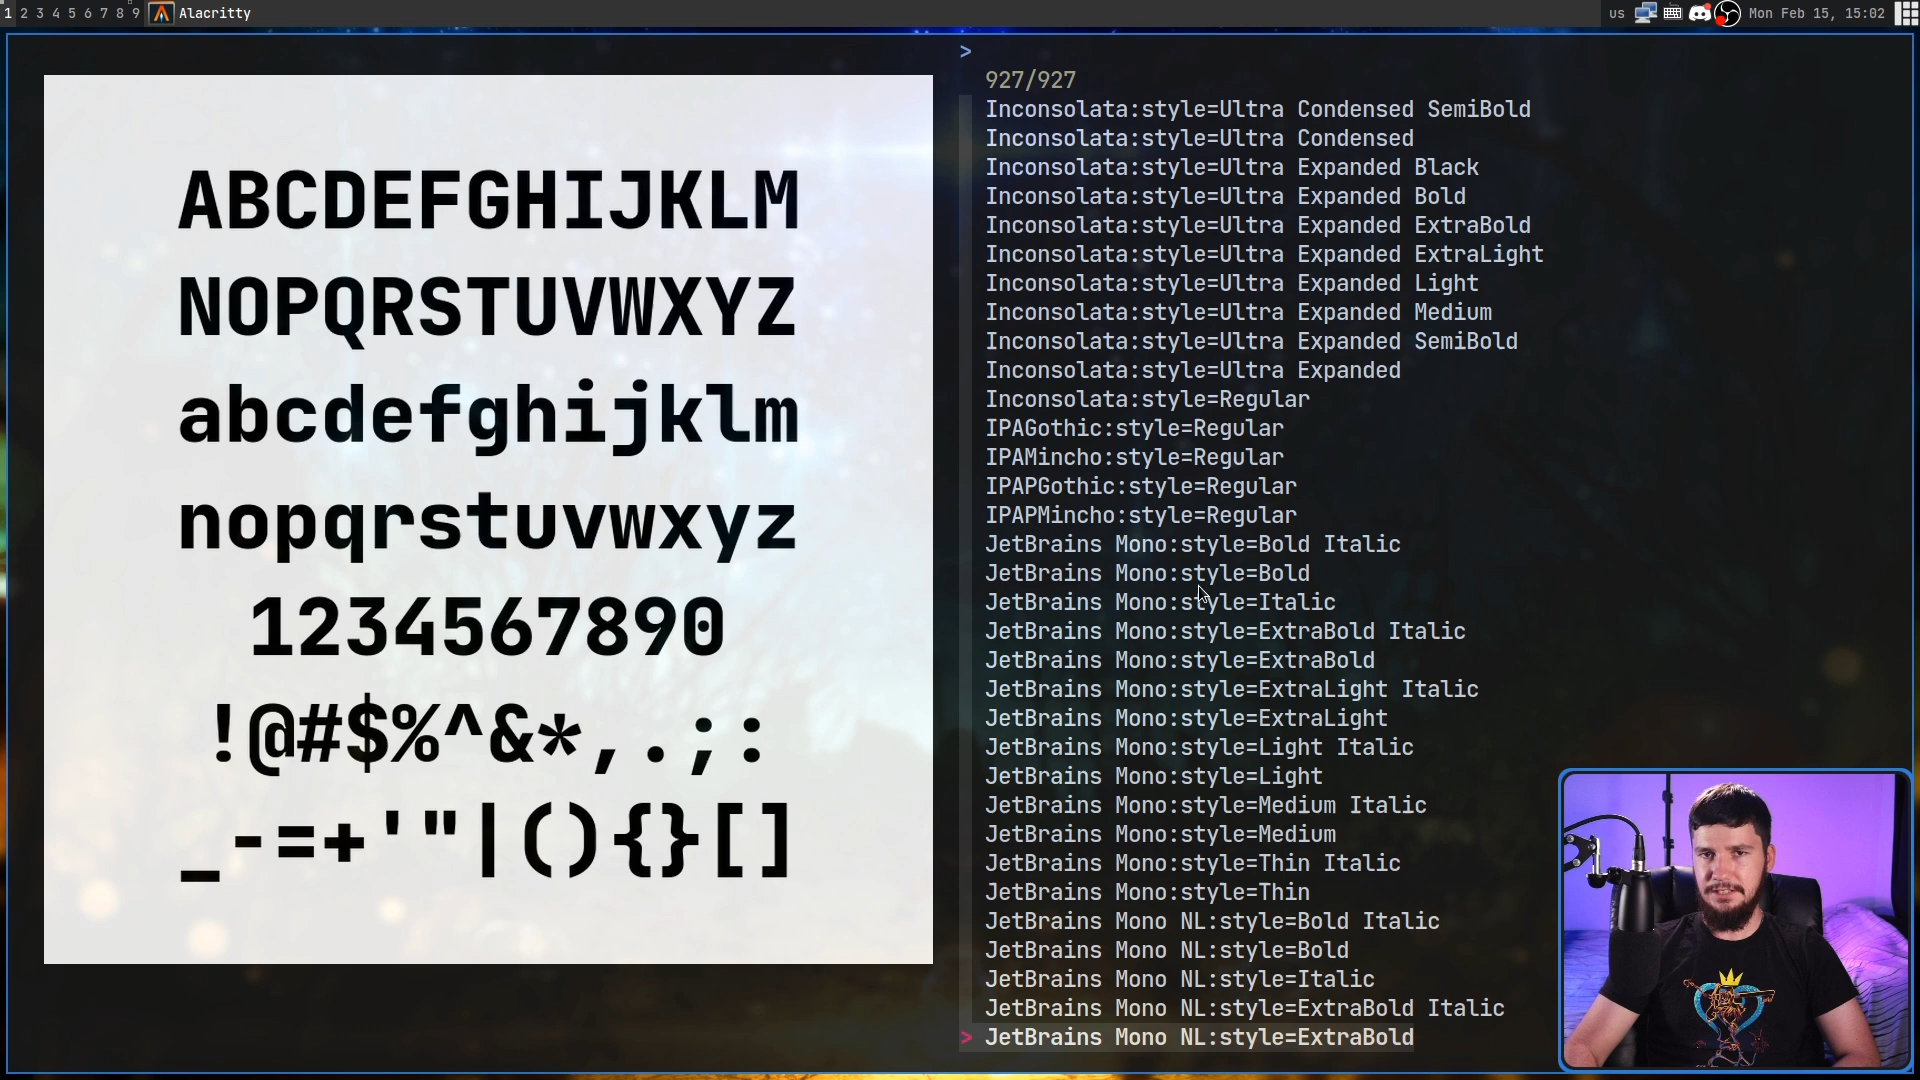 1 2 3 4 5 6 7 8 9 Alacritty
us Mon Feb 15, 15:02
ABCDEFGHIJKLM
NOPQRSTUVWXYZ
abcdefghijklm
nopqrstuvwxyz
1234567890
!@#$%^&*,.;:
_-=+'"|(){}[]
>
927/927
Inconsolata:style=Ultra Condensed SemiBold
Inconsolata:style=Ultra Condensed
Inconsolata:style=Ultra Expanded Black
Inconsolata:style=Ultra Expanded Bold
Inconsolata:style=Ultra Expanded ExtraBold
Inconsolata:style=Ultra Expanded ExtraLight
Inconsolata:style=Ultra Expanded Light
Inconsolata:style=Ultra Expanded Medium
Inconsolata:style=Ultra Expanded SemiBold
Inconsolata:style=Ultra Expanded
Inconsolata:style=Regular
IPAGothic:style=Regular
IPAMincho:style=Regular
IPAPGothic:style=Regular
IPAPMincho:style=Regular
JetBrains Mono:style=Bold Italic
JetBrains Mono:style=Bold
JetBrains Mono:style=Italic
JetBrains Mono:style=ExtraBold Italic
JetBrains Mono:style=ExtraBold
JetBrains Mono:style=ExtraLight Italic
JetBrains Mono:style=ExtraLight
JetBrains Mono:style=Light Italic
JetBrains Mono:style=Light
JetBrains Mono:style=Medium Italic
JetBrains Mono:style=Medium
JetBrains Mono:style=Thin Italic
JetBrains Mono:style=Thin
JetBrains Mono NL:style=Bold Italic
JetBrains Mono NL:style=Bold
JetBrains Mono NL:style=Italic
JetBrains Mono NL:style=ExtraBold Italic
> JetBrains Mono NL:style=ExtraBold